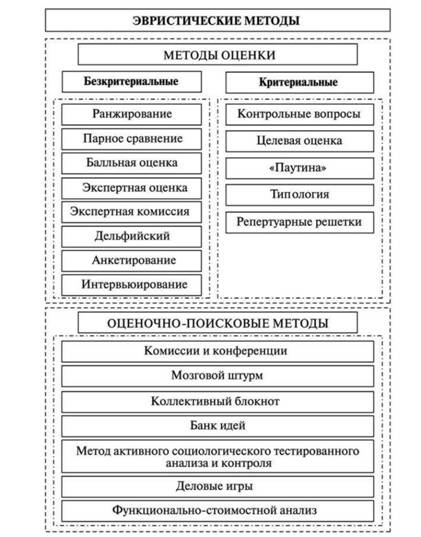 ЭВРИСТИЧЕСКИЕ МЕТОДЫ
МЕТОДЫ ОЦЕНКИ
Безкритериальные
Ранжирование
Парное сравнение
Балльная оценка
Экспертная оценка
Экспертная комиссия
Дельфийский
Анкетирование
Интервьюирование
Критериальные
Контрольные вопросы
Целевая оценка
«Паутина»
Типология
Репертуарные решетки
ОЦЕНОЧНО-ПОИСКОВЫЕ МЕТОДЫ
Комиссии и конференции
Мозговой штурм
Коллективный блокнот
Банк идей
Метод активного социологического тестированного
анализа и контроля
Деловые игры
Функционально-стоимостный анализ